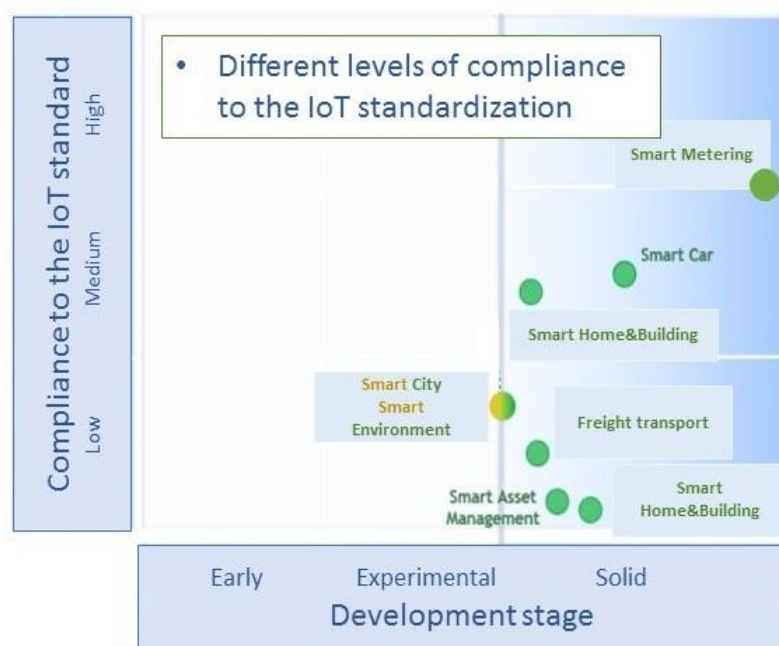 • Different levels of compliance
to the IoT standardization
Compliance to the IoT standard
High
Medium
Low
Smart Metering
Smart Car
Smart Home&Building
Smart City
Smart
Environment
Freight transport
Smart Asset
Management
Smart
Home&Building
Early
Experimental
Solid
Development stage